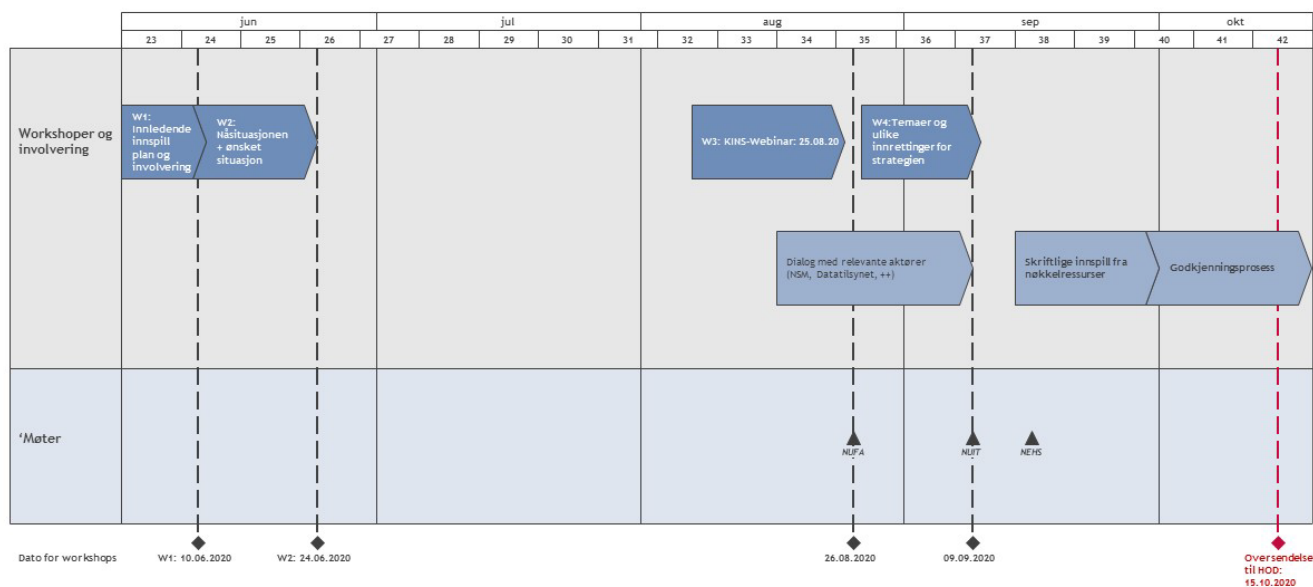 jun jul aug sep okt
23 24 25 26 27 28 29 30 31 32 33 34 35 36 37 38 39 40 41 42
Workshoper og
involvering
W1:
Innledende
innspill
plan og
involvering
W2:
Nåsituasjonen
+ ønsket
situasjon
W3: KINS-Webinar: 25.08.20
W4:Temaer og
ulike
innrettinger for
strategien
Dialog med relevante aktører
(NSM, Datatilsynet, ++)
Skriftlige innspill fra
nøkkelressurser
Godkjenningsprosess
‘Møter
NUFA NUIT NEHS
Dato for workshops
W1: 10.06.2020
W2: 24.06.2020
26.08.2020
09.09.2020
Oversendelse
til HOD:
15.10.2020